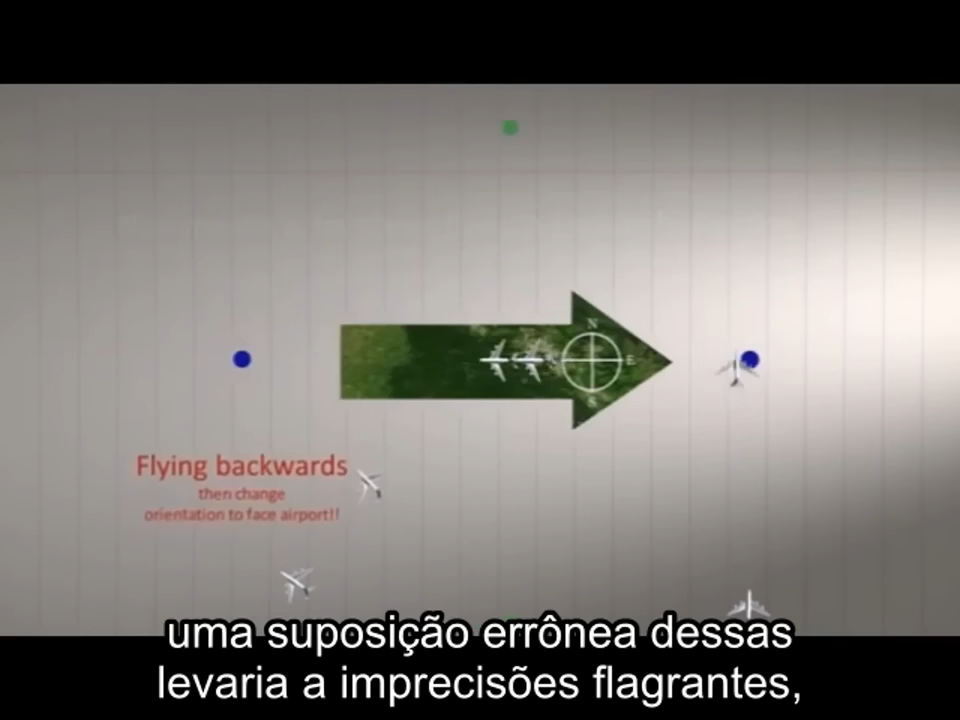 N
E
S
Flying backwards
then change
orientation to face airport!!
uma suposição errônea dessas
levaria a imprecisões flagrantes,